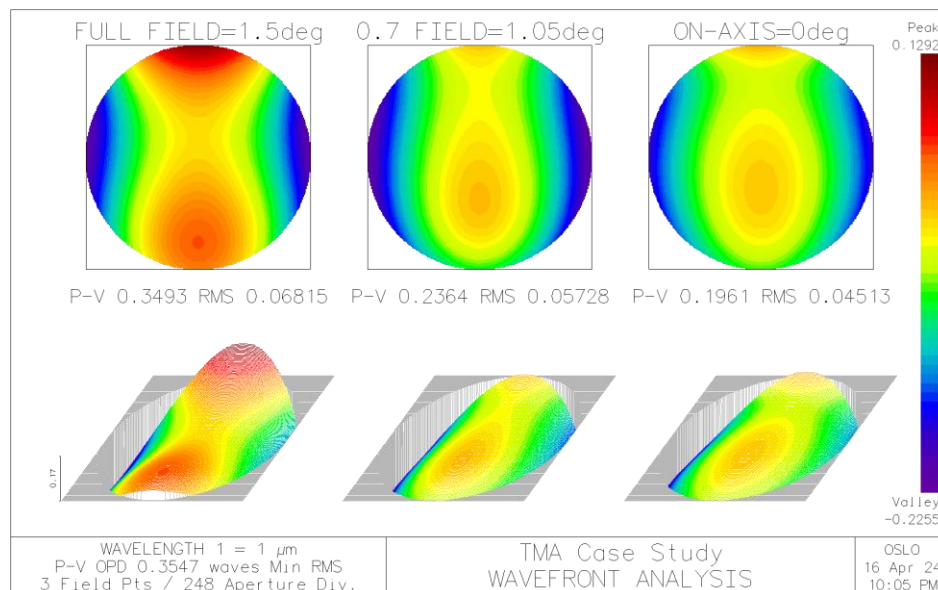 FULL FIELD=1.5deg
0.7 FIELD=1.05deg
ON-AXIS=0deg
Peak
0.1292
P-V 0.3493 RMS 0.06815
P-V 0.2364 RMS 0.05728
P-V 0.1961 RMS 0.04513
0.17
Valley
-0.2255
WAVELENGTH 1 = 1 µm
P-V OPD 0.3547 waves Min RMS
3 Field Pts / 248 Aperture Div.
TMA Case Study
WAVEFRONT ANALYSIS
OSLO
16 Apr 24
10:05 PM